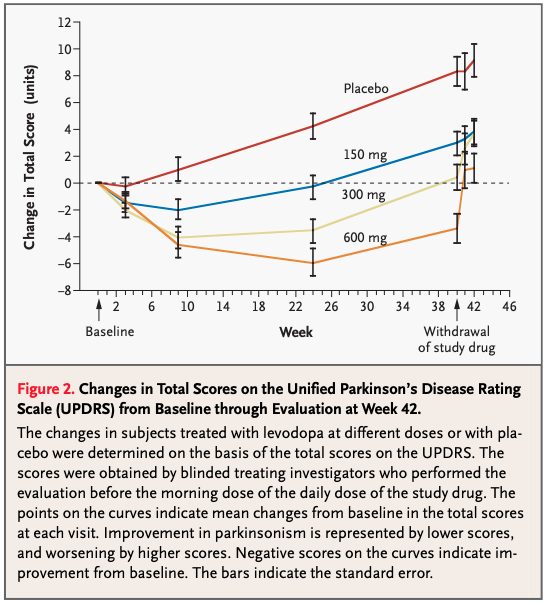 12
10
8
6
4
2
0
−2
−4
−6
−8
Change in Total Score (units)
Placebo
150 mg
300 mg
600 mg
2 6 10 14 18 22 26 30 34 38 42 46
Baseline
Week
Withdrawal
of study drug
Figure 2. Changes in Total Scores on the Unified Parkinson’s Disease Rating
Scale (UPDRS) from Baseline through Evaluation at Week 42.
The changes in subjects treated with levodopa at different doses or with pla-
cebo were determined on the basis of the total scores on the UPDRS. The
scores were obtained by blinded treating investigators who performed the
evaluation before the morning dose of the daily dose of the study drug. The
points on the curves indicate mean changes from baseline in the total scores
at each visit. Improvement in parkinsonism is represented by lower scores,
and worsening by higher scores. Negative scores on the curves indicate im-
provement from baseline. The bars indicate the standard error.